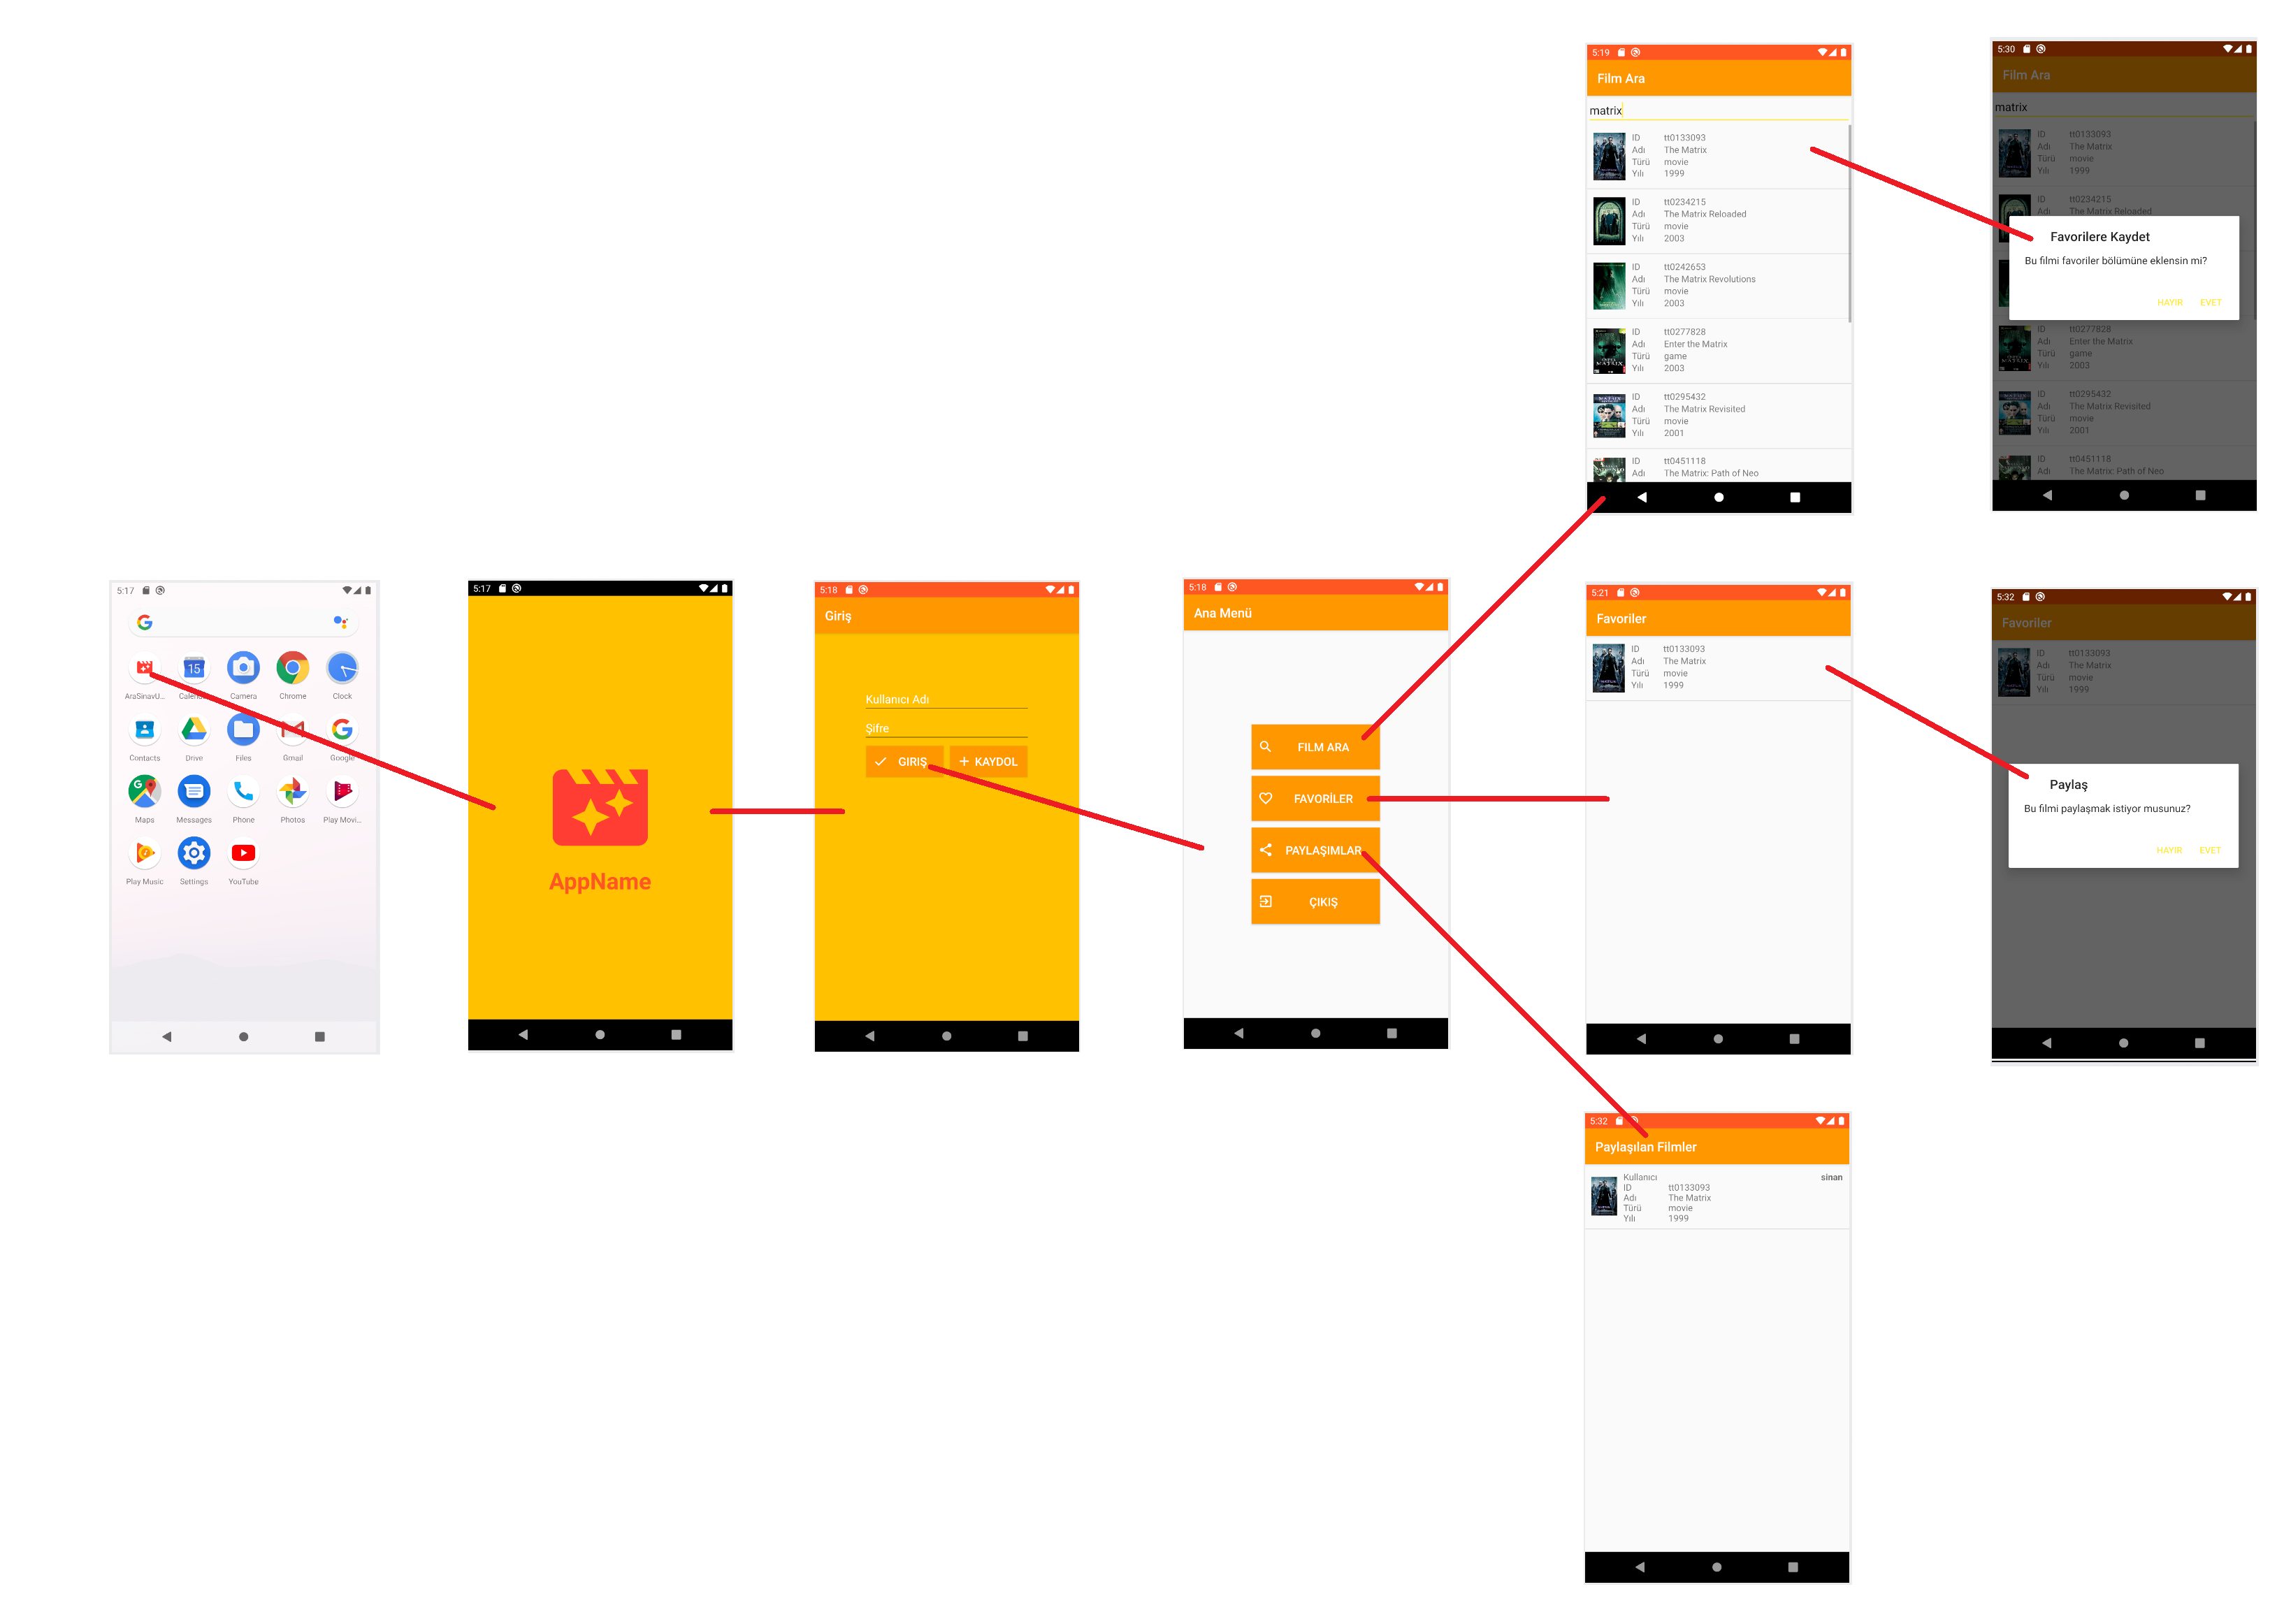 5:19
Film Ara
matrix
ID tt0133093
Adı The Matrix
Türü movie
Yılı 1999
ID tt0234215
Adı The Matrix Reloaded
Türü movie
Yılı 2003
ID tt0242653
Adı The Matrix Revolutions
Türü movie
Yılı 2003
ID tt0277828
Adı Enter the Matrix
Türü game
Yılı 2003
ID tt0295432
Adı The Matrix Revisited
Türü movie
Yılı 2001
ID tt0451118
Adı The Matrix: Path of Neo
5:30
Film Ara
matrix
ID tt0133093
Adı The Matrix
Türü movie
Yılı 1999
ID tt0234215
Adı The Matrix Reloaded
Favorilere Kaydet
Bu filmi favoriler bölümüne eklensin mi?
HAYIR EVET
ID tt0277828
Adı Enter the Matrix
Türü game
Yılı 2003
ID tt0295432
Adı The Matrix Revisited
Türü movie
Yılı 2001
ID tt0451118
Adı The Matrix: Path of Neo
5:17
15
AraSinavU... Calendar Camera Chrome Clock
Contacts Drive Files Gmail Google
Maps Messages Phone Photos Play Movi...
Play Music Settings YouTube
5:17
AppName
5:18
Giriş
Kullanıcı Adı
Şifre
GIRIŞ KAYDOL
5:18
Ana Menü
FILM ARA
FAVORİLER
PAYLAŞIMLAR
ÇIKIŞ
5:21
Favoriler
ID tt0133093
Adı The Matrix
Türü movie
Yılı 1999
5:32
Favoriler
ID tt0133093
Adı The Matrix
Türü movie
Yılı 1999
Paylaş
Bu filmi paylaşmak istiyor musunuz?
HAYIR EVET
5:32
Paylaşılan Filmler
Kullanıcı sinan
ID tt0133093
Adı The Matrix
Türü movie
Yılı 1999